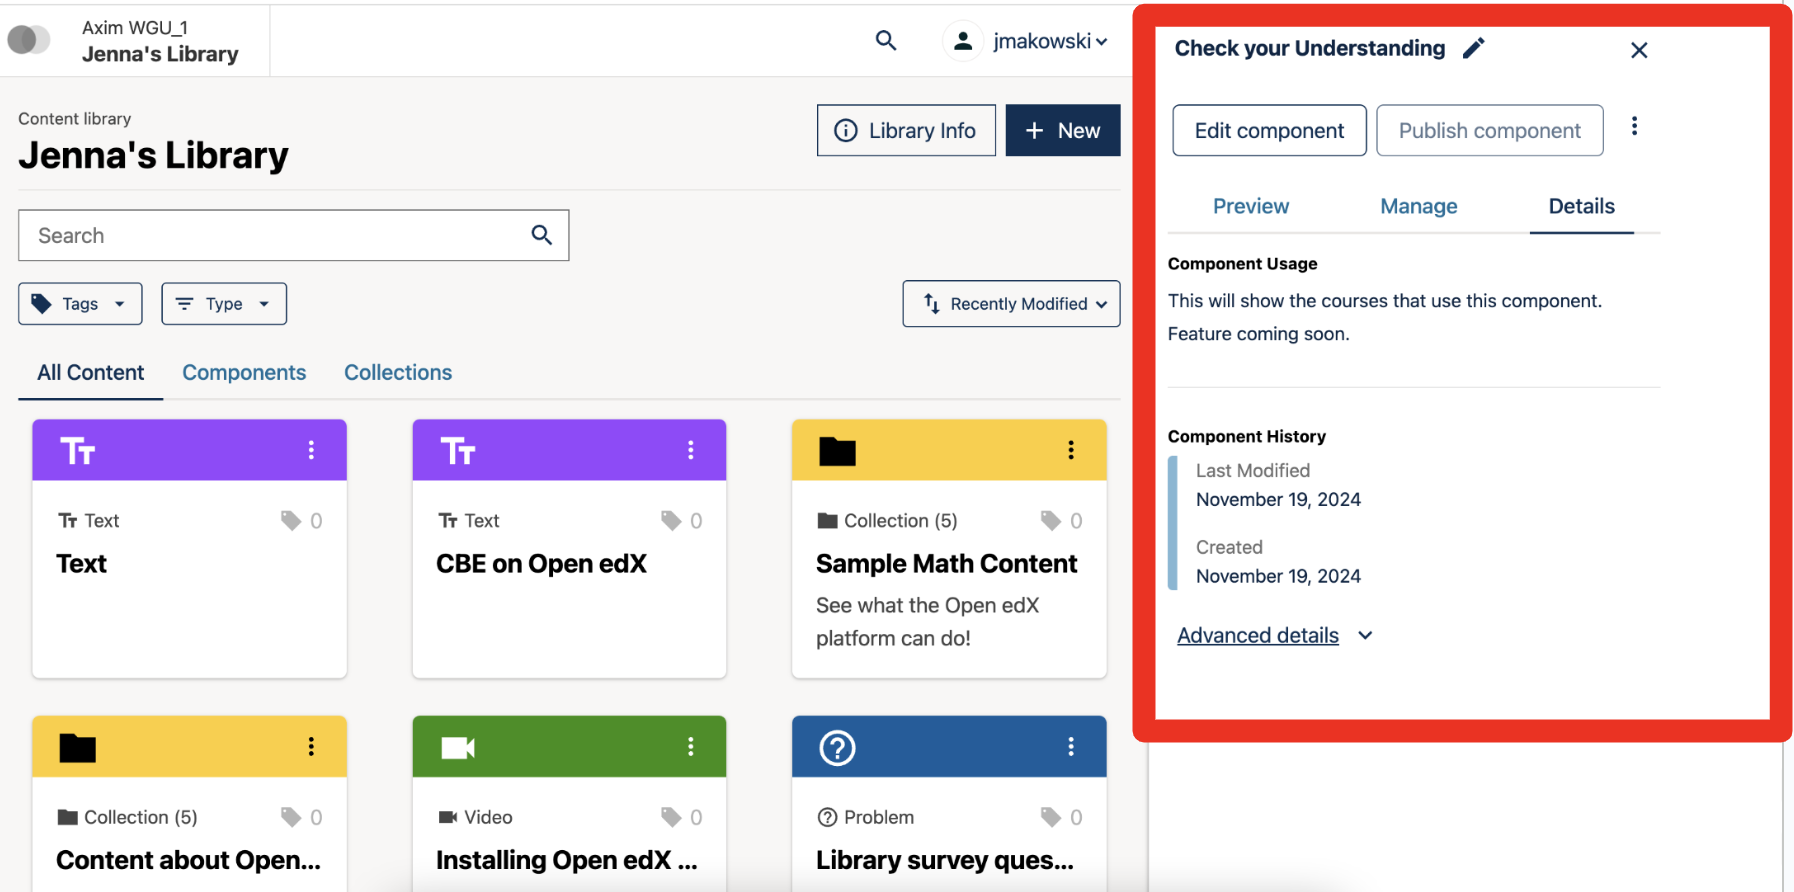 Axim WGU_1
Jenna's Library
jmakowski
Content library
Jenna's Library
Library Info
+ New
Search
Tags
Type
Recently Modified
All Content
Components
Collections
Tt
Text
0
Text
Tt
Text
0
CBE on Open edX
Collection (5)
0
Sample Math Content
See what the Open edX
platform can do!
Collection (5)
0
Content about Open...
Video
0
Installing Open edX ...
Problem
0
Library survey ques...
Check your Understanding
Edit component
Publish component
Preview
Manage
Details
Component Usage
This will show the courses that use this component.
Feature coming soon.
Component History
Last Modified
November 19, 2024
Created
November 19, 2024
Advanced details